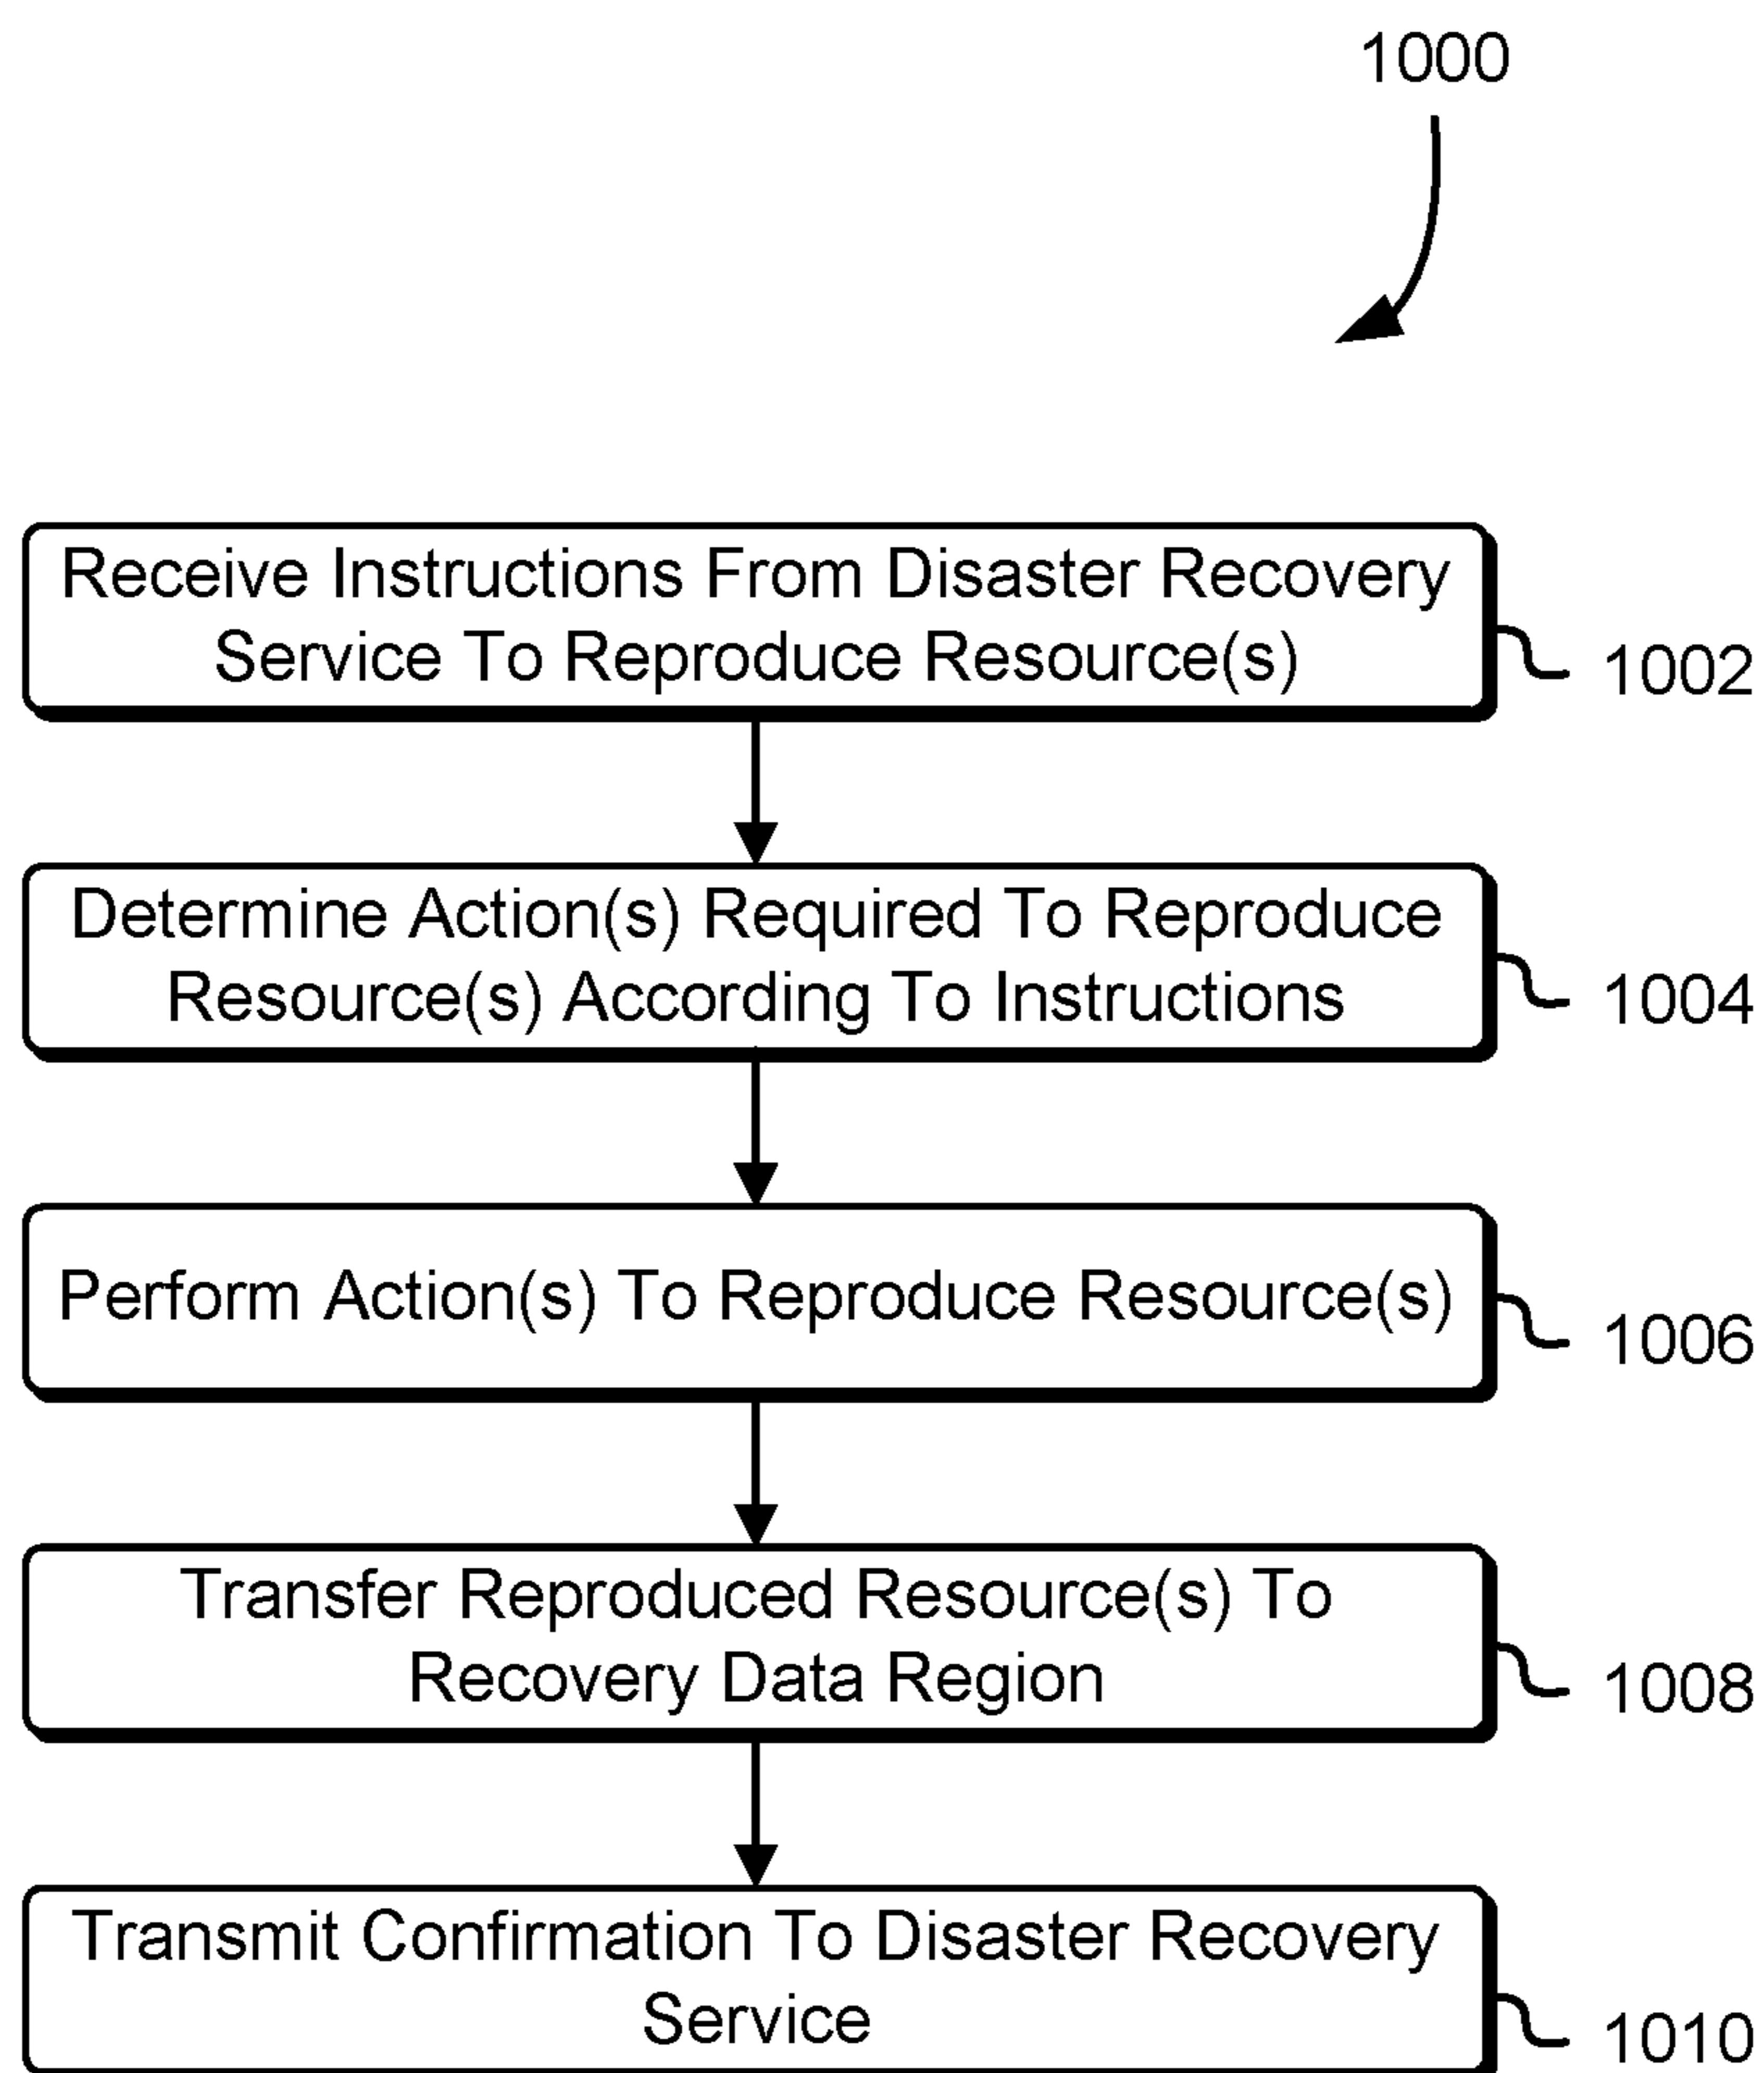 1000
Receive Instructions From Disaster Recovery
Service To Reproduce Resource(s)
1002
Determine Action(s) Required To Reproduce
Resource(s) According To Instructions
1004
Perform Action(s) To Reproduce Resource(s)
1006
Transfer Reproduced Resource(s) To
Recovery Data Region
1008
Transmit Confirmation To Disaster Recovery
Service
1010